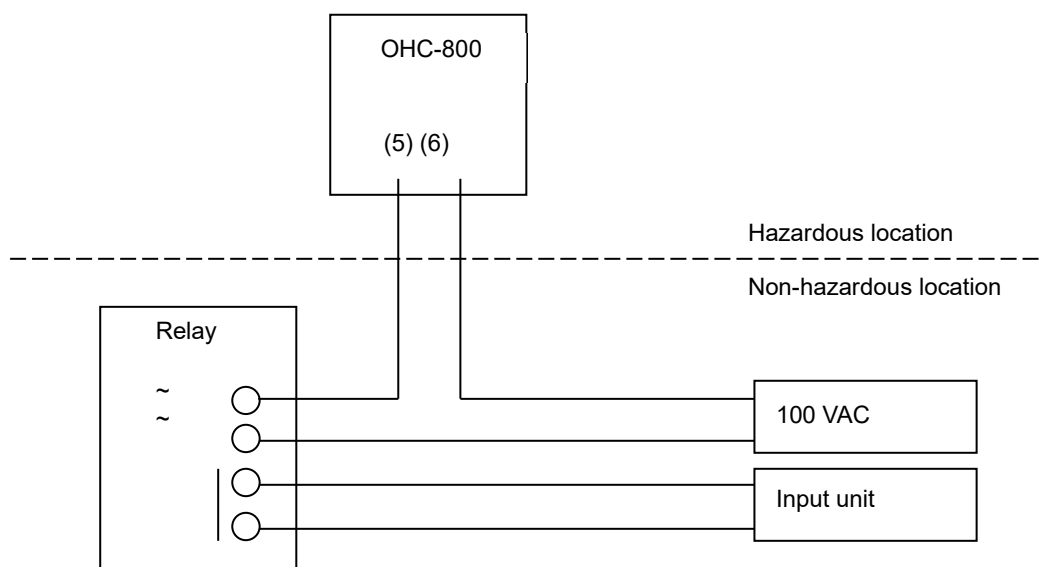 OHC-800
(5) (6)
Hazardous location
Non-hazardous location
Relay
~
~
100 VAC
Input unit